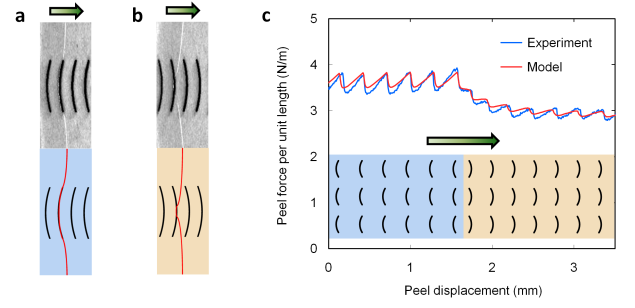 a
b
c
Peel force per unit length (N/m)
5
4
3
2
1
0
Experiment
Model
0
1
2
3
Peel displacement (mm)